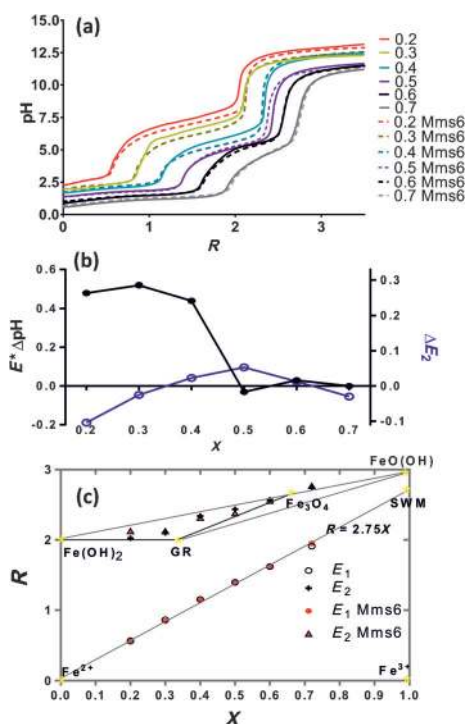 (a)
15.0
12.5
10.0
7.5
5.0
2.5
0.0
pH
0 1 2 3
R
0.2
0.3
0.4
0.5
0.6
0.7
0.2 Mms6
0.3 Mms6
0.4 Mms6
0.5 Mms6
0.6 Mms6
0.7 Mms6
(b)
0.6
0.4
0.2
0.0
-0.2
E* ΔpH
0.3
0.2
0.1
0.0
-0.1
ΔE2
0.2 0.3 0.4 0.5 0.6 0.7
X
(c)
FeO(OH)
3
2
1
0
R
Fe3O4
SWM
Fe(OH)2
GR
R = 2.75X
E1
E2
E1 Mms6
E2 Mms6
Fe2+
Fe3+
0.0 0.1 0.2 0.3 0.4 0.5 0.6 0.7 0.8 0.9 1.0
X